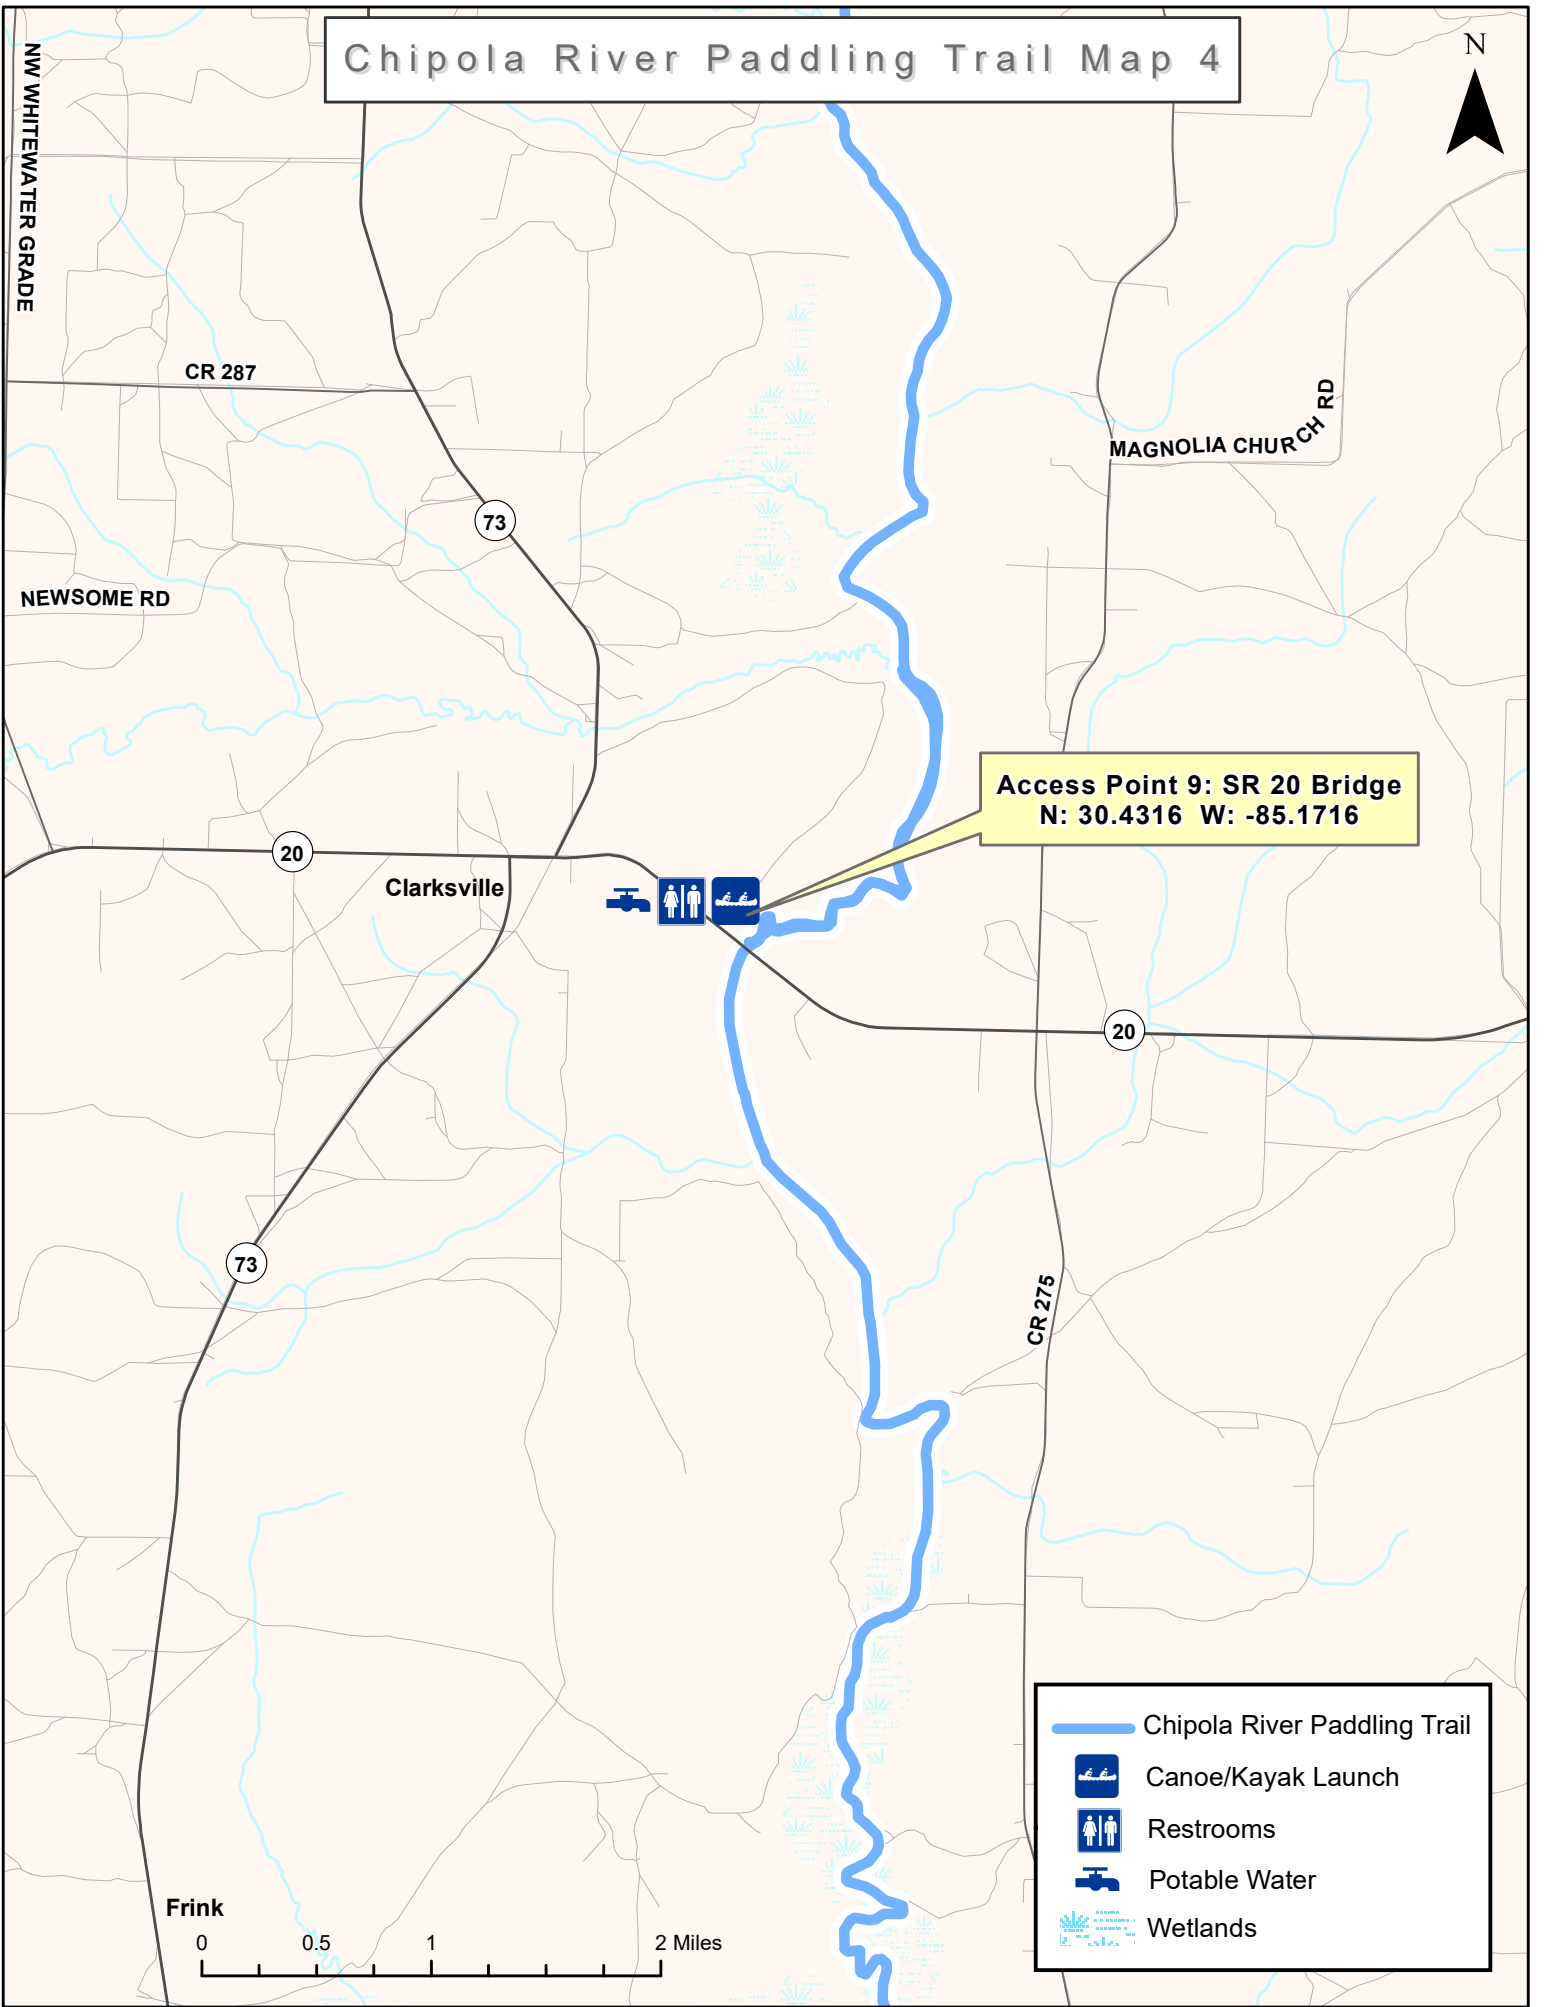 Chipola River Paddling Trail Map 4
N
NW WHITEWATER GRADE
CR 287
MAGNOLIA CHURCH RD
73
NEWSOME RD
Access Point 9: SR 20 Bridge
N: 30.4316 W: -85.1716
20
Clarksville
20
73
CR 275
Chipola River Paddling Trail
Canoe/Kayak Launch
Restrooms
Potable Water
Wetlands
Frink
0 0.5 1 2 Miles